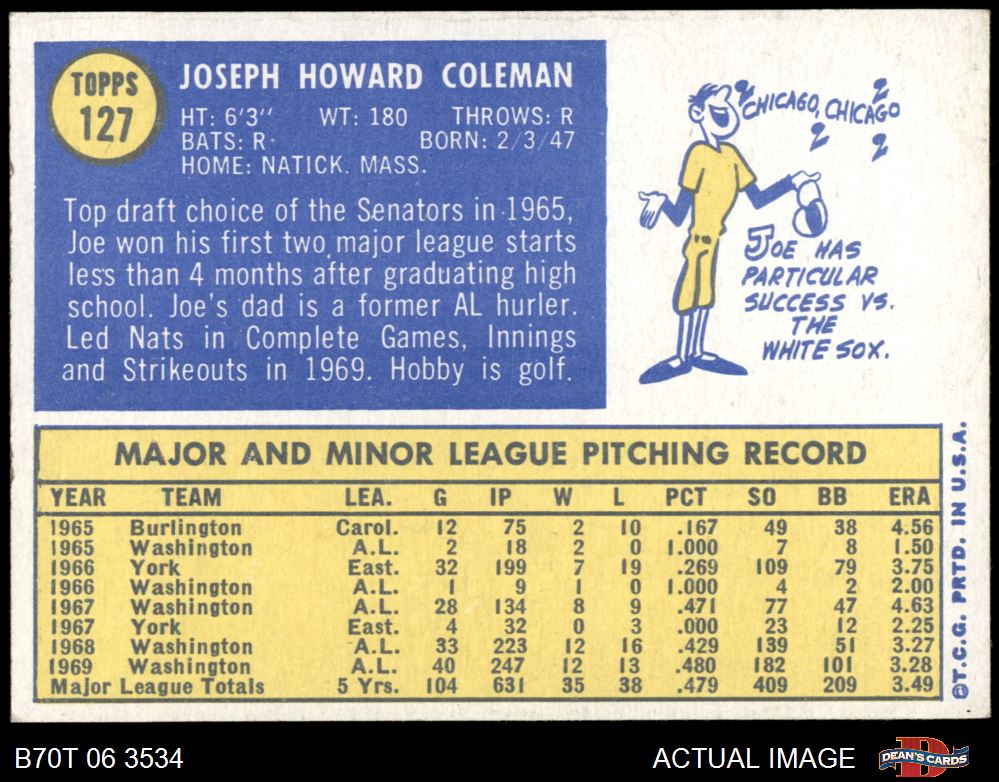 TOPPS
127
JOSEPH HOWARD COLEMAN
HT: 6'3" WT: 180 THROWS: R
BATS: R BORN: 2/3/47
HOME: NATICK. MASS.
Top draft choice of the Senators in 1965,
Joe won his first two major league starts
less than 4 months after graduating high
school. Joe's dad is a former AL hurler.
Led Nats in Complete Games, Innings
and Strikeouts in 1969. Hobby is golf.
CHICAGO, CHICAGO
JOE HAS
PARTICULAR
SUCCESS VS.
THE
WHITE SOX.
MAJOR AND MINOR LEAGUE PITCHING RECORD
YEAR TEAM LEA. G IP W L PCT SO BB ERA
1965 Burlington Carol. 12 75 2 10 .167 49 38 4.56
1965 Washington A.L. 2 18 2 0 1.000 7 8 1.50
1966 York East. 32 199 7 19 .269 109 79 3.75
1966 Washington A.L. 1 9 1 0 1.000 4 2 2.00
1967 Washington A.L. 28 134 8 9 .471 77 47 4.63
1967 York East. 4 32 0 3 .000 23 12 2.25
1968 Washington A.L. 33 223 12 16 .429 139 51 3.27
1969 Washington A.L. 40 247 12 13 .480 182 101 3.28
Major League Totals 5 Yrs. 104 631 35 38 .479 409 209 3.49
©T.C.G. PRTD. IN U.S.A.
B70T 06 3534
ACTUAL IMAGE
DEAN'S CARDS